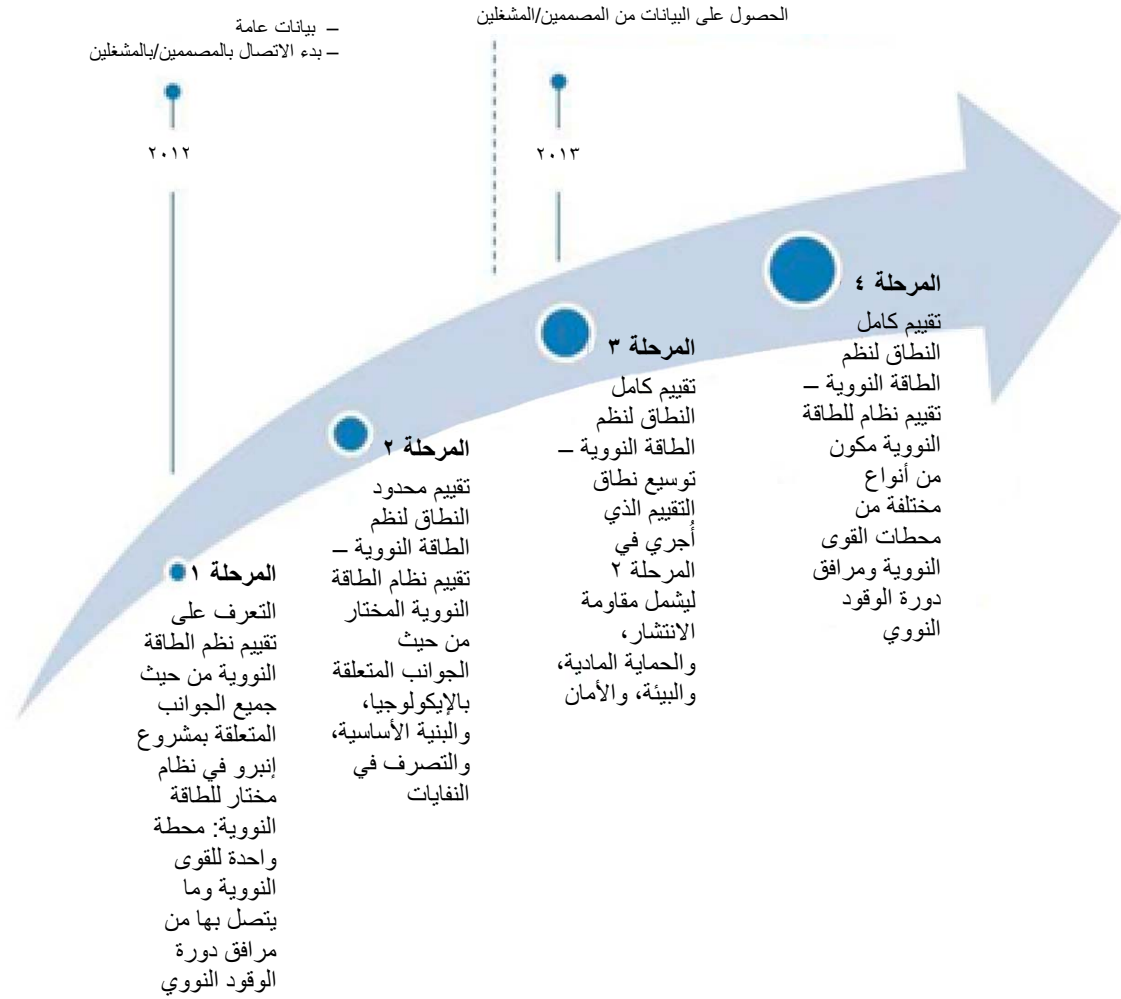 – بيانات عامة
– بدء الاتصال بالمصممين/بالمشغلين
٢٠١٢
الحصول على البيانات من المصممين/المشغلين
٢٠١٣
المرحلة ١
التعرف على
تقييم نظم الطاقة
النووية من حيث
جميع الجوانب
المتعلقة بمشروع
إنبرو في نظام
مختار للطاقة
النووية: محطة
واحدة للقوى
النووية وما
يتصل بها من
مرافق دورة
الوقود النووي
المرحلة ٢
تقييم محدود
النطاق لنظم
الطاقة النووية –
تقييم نظام الطاقة
النووية المختار
من حيث
الجوانب المتعلقة
بالإيكولوجيا،
والبنية الأساسية،
والتصرف في
النفايات
المرحلة ٣
تقييم كامل
النطاق لنظم
الطاقة النووية –
توسيع نطاق
التقييم الذي
أُجري في
المرحلة ٢
ليشمل مقاومة
الانتشار،
والحماية المادية،
والبيئة، والأمان
المرحلة ٤
تقييم كامل
النطاق لنظم
الطاقة النووية –
تقييم نظام للطاقة
النووية مكون
من أنواع
مختلفة من
محطات القوى
النووية ومرافق
دورة الوقود
النووي